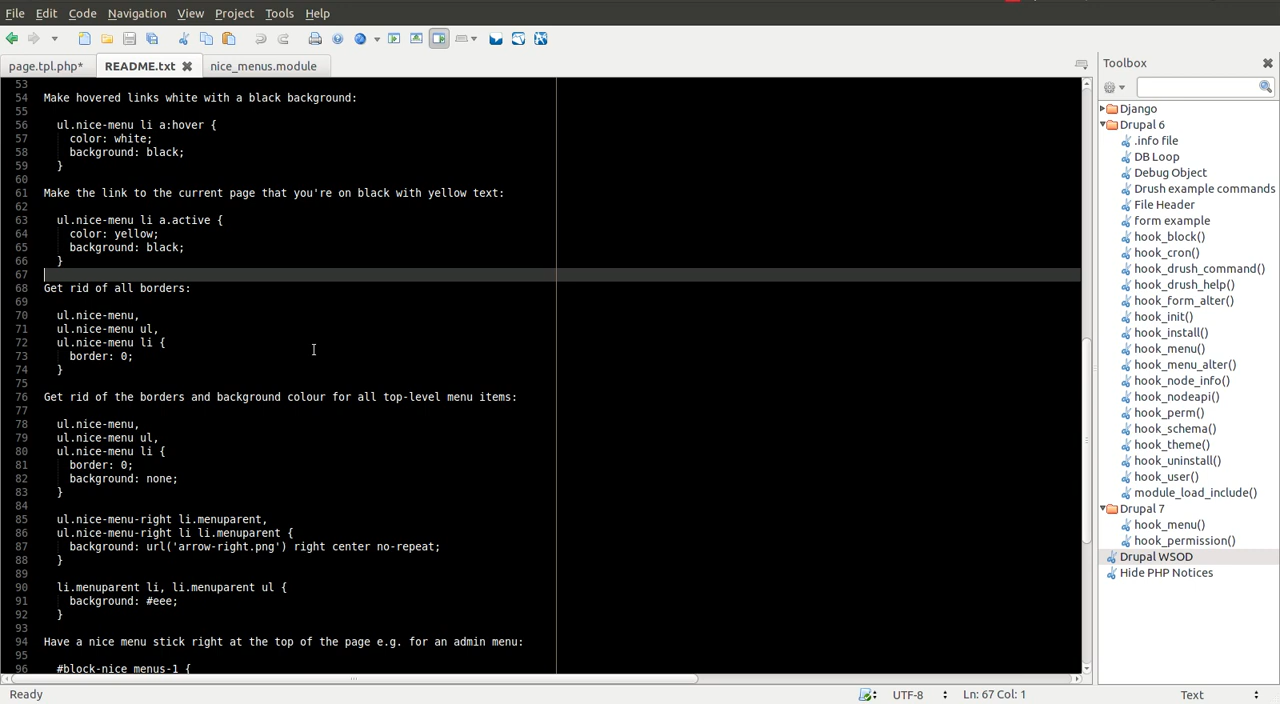 File Edit Code Navigation View Project Tools Help
page.tpl.php* README.txt nice_menus.module
Toolbox
53
54 Make hovered links white with a black background:
55
56 ul.nice-menu li a:hover {
57 color: white;
58 background: black;
59 }
60
61 Make the link to the current page that you're on black with yellow text:
62
63 ul.nice-menu li a.active {
64 color: yellow;
65 background: black;
66 }
67
68 Get rid of all borders:
69
70 ul.nice-menu,
71 ul.nice-menu ul,
72 ul.nice-menu li {
73 border: 0;
74 }
75
76 Get rid of the borders and background colour for all top-level menu items:
77
78 ul.nice-menu,
79 ul.nice-menu ul,
80 ul.nice-menu li {
81 border: 0;
82 background: none;
83 }
84
85 ul.nice-menu-right li.menuparent,
86 ul.nice-menu-right li li.menuparent {
87 background: url('arrow-right.png') right center no-repeat;
88 }
89
90 li.menuparent li, li.menuparent ul {
91 background: #eee;
92 }
93
94 Have a nice menu stick right at the top of the page e.g. for an admin menu:
95
96 #block-nice_menus-1 {
Django
Drupal 6
.info file
DB Loop
Debug Object
Drush example commands
File Header
form example
hook_block()
hook_cron()
hook_drush_command()
hook_drush_help()
hook_form_alter()
hook_init()
hook_install()
hook_menu()
hook_menu_alter()
hook_node_info()
hook_nodeapi()
hook_perm()
hook_schema()
hook_theme()
hook_uninstall()
hook_user()
module_load_include()
Drupal 7
hook_menu()
hook_permission()
Drupal WSOD
Hide PHP Notices
Ready UTF-8 Ln: 67 Col: 1 Text